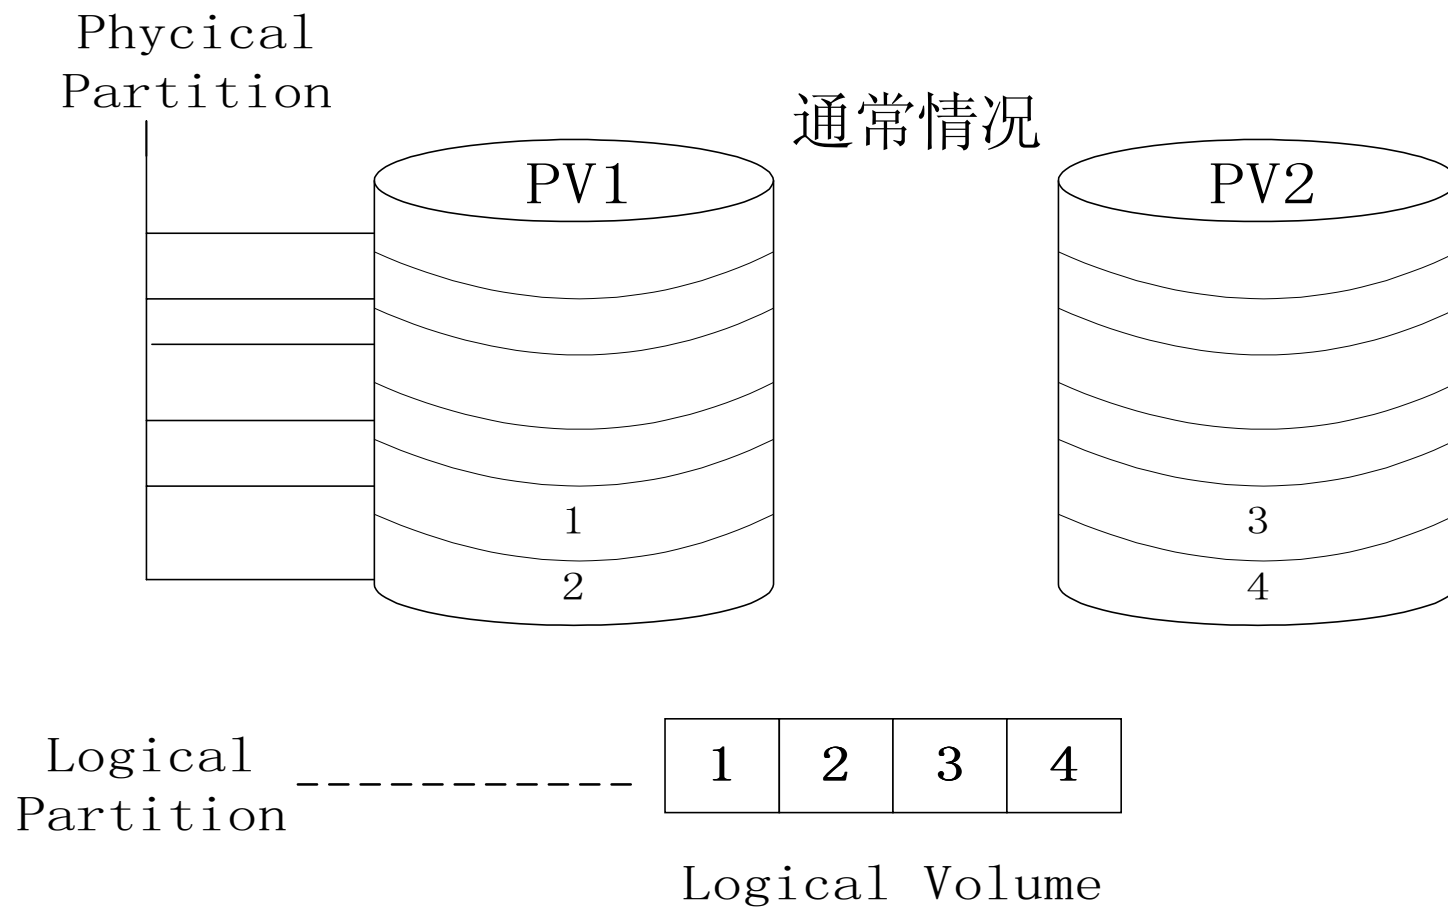 Phycical
Partition
通常情况
PV1
PV2
1
2
3
4
Logical
Partition
1 2 3 4
Logical Volume